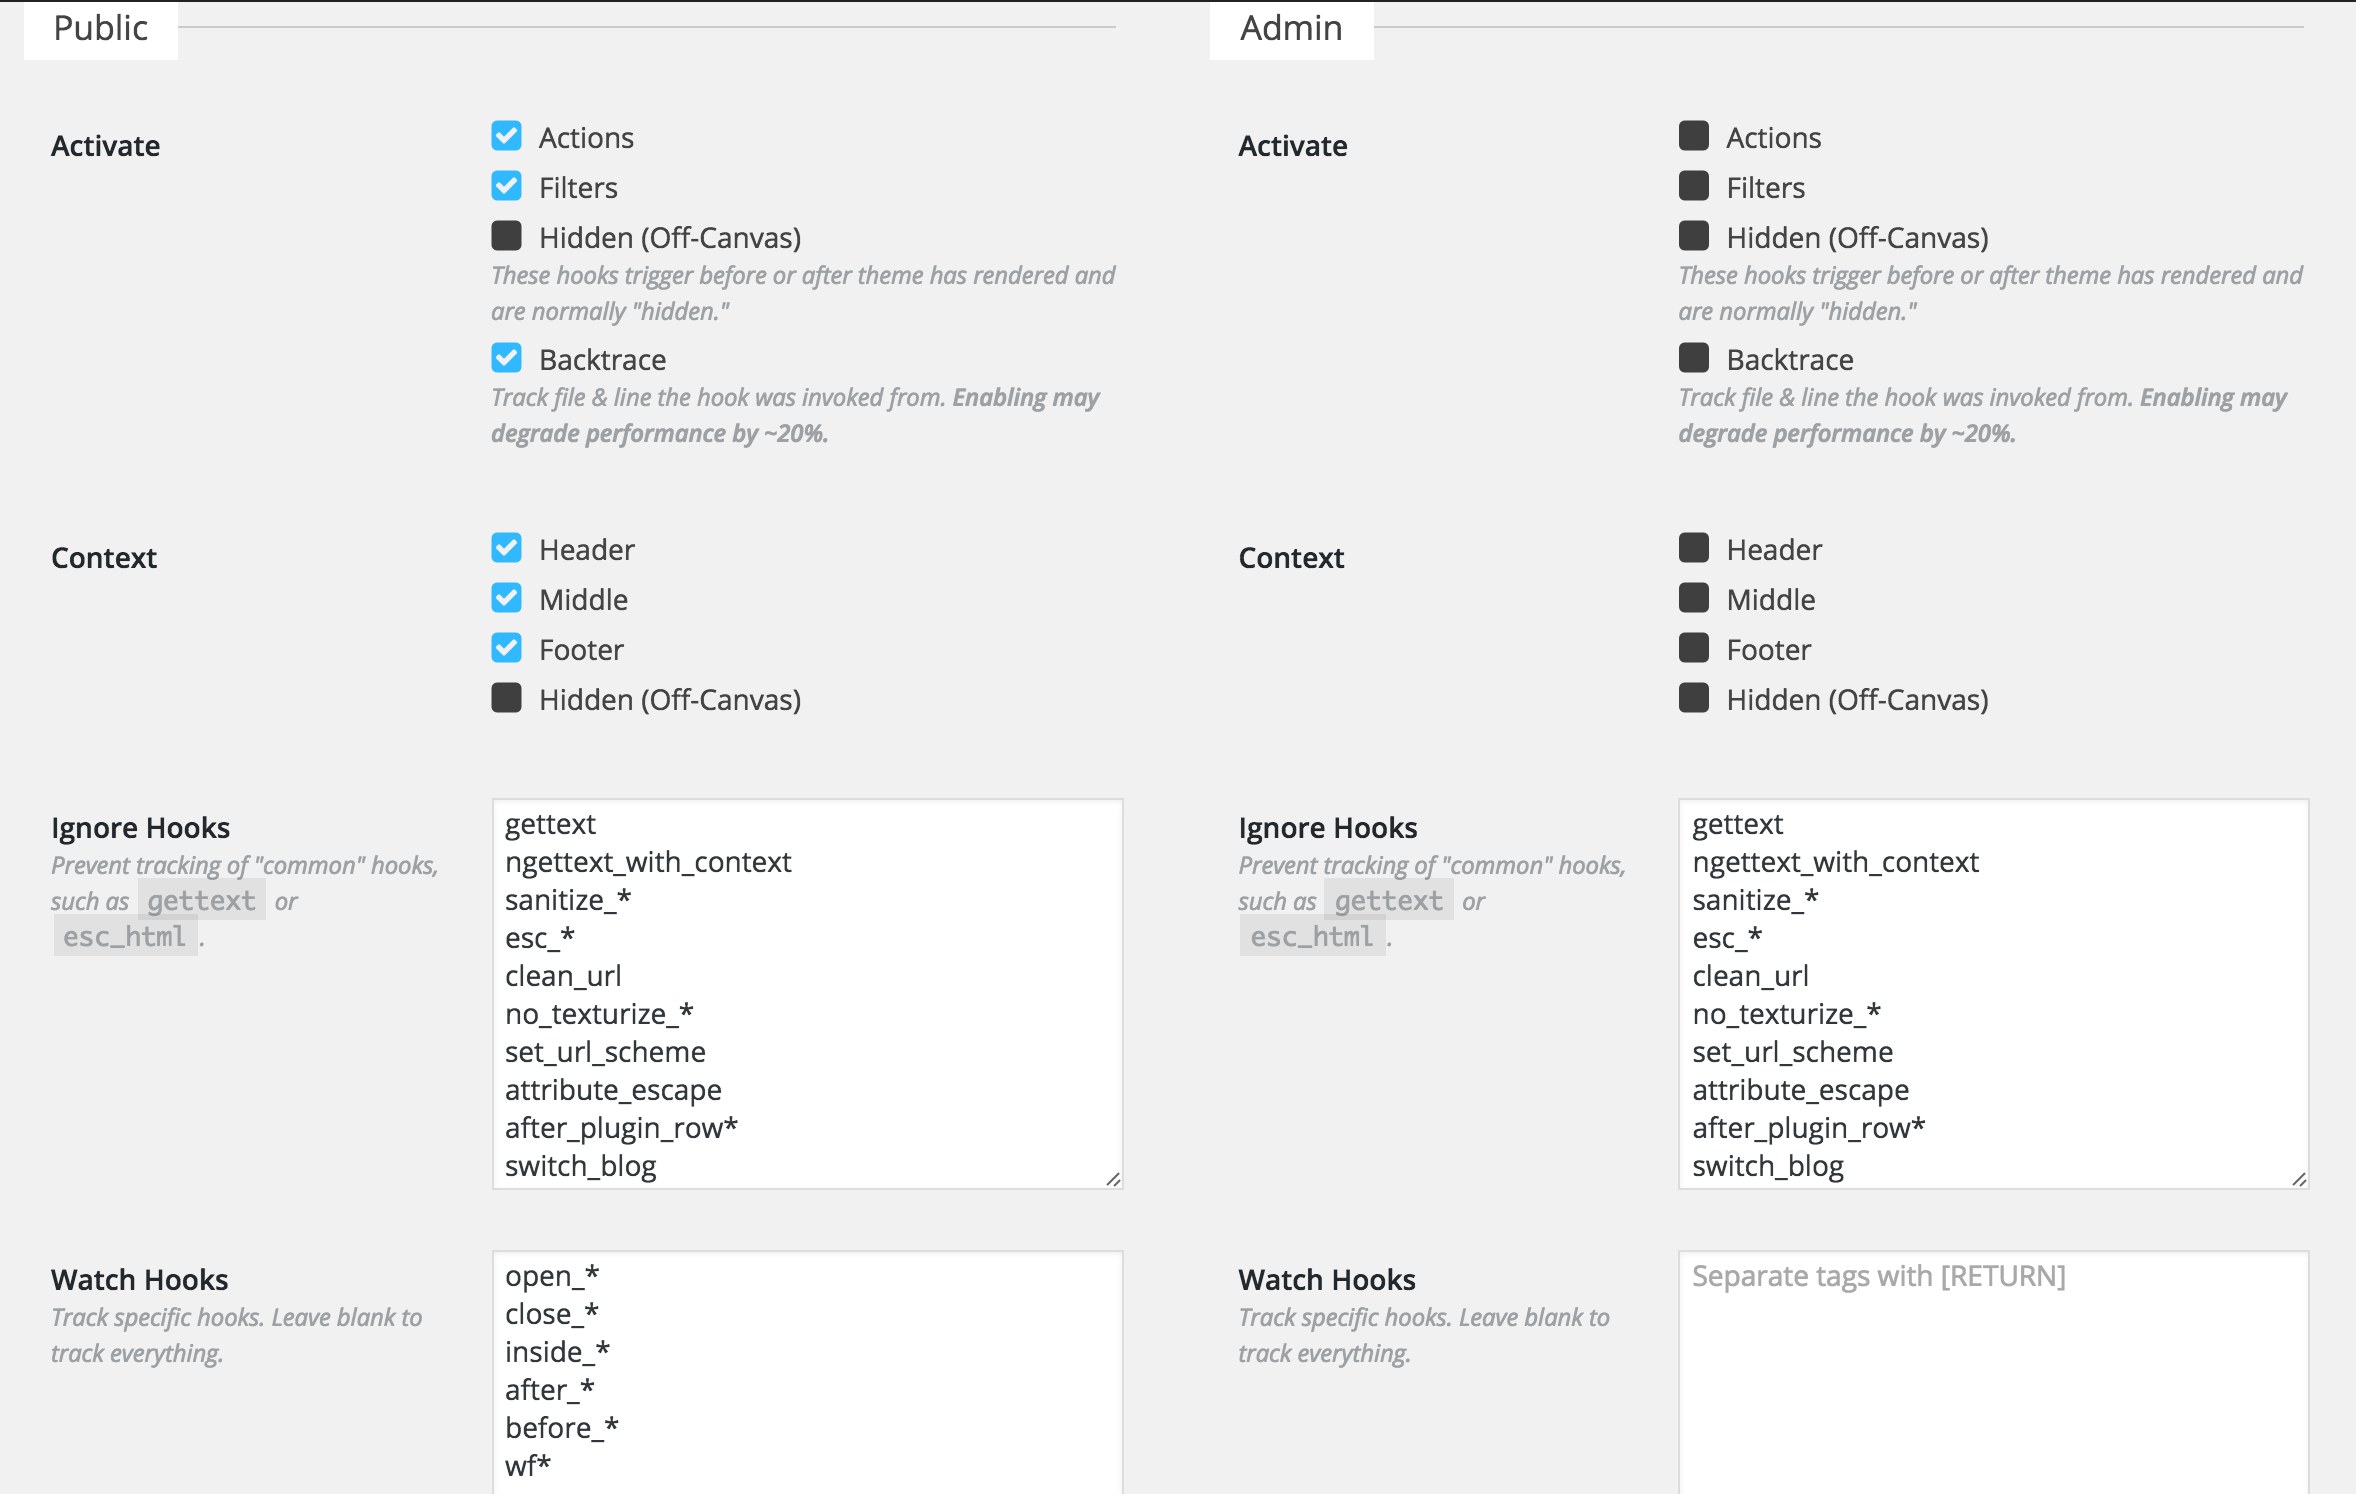 Public
Activate
Actions
Filters
Hidden (Off-Canvas)
These hooks trigger before or after theme has rendered and
are normally "hidden."
Backtrace
Track file & line the hook was invoked from. Enabling may
degrade performance by ~20%.
Context
Header
Middle
Footer
Hidden (Off-Canvas)
Ignore Hooks
Prevent tracking of "common" hooks,
such as gettext or
esc_html .
gettext
ngettext_with_context
sanitize_*
esc_*
clean_url
no_texturize_*
set_url_scheme
attribute_escape
after_plugin_row*
switch_blog
Watch Hooks
Track specific hooks. Leave blank to
track everything.
open_*
close_*
inside_*
after_*
before_*
wf*
Admin
Activate
Actions
Filters
Hidden (Off-Canvas)
These hooks trigger before or after theme has rendered and
are normally "hidden."
Backtrace
Track file & line the hook was invoked from. Enabling may
degrade performance by ~20%.
Context
Header
Middle
Footer
Hidden (Off-Canvas)
Ignore Hooks
Prevent tracking of "common" hooks,
such as gettext or
esc_html .
gettext
ngettext_with_context
sanitize_*
esc_*
clean_url
no_texturize_*
set_url_scheme
attribute_escape
after_plugin_row*
switch_blog
Watch Hooks
Track specific hooks. Leave blank to
track everything.
Separate tags with [RETURN]